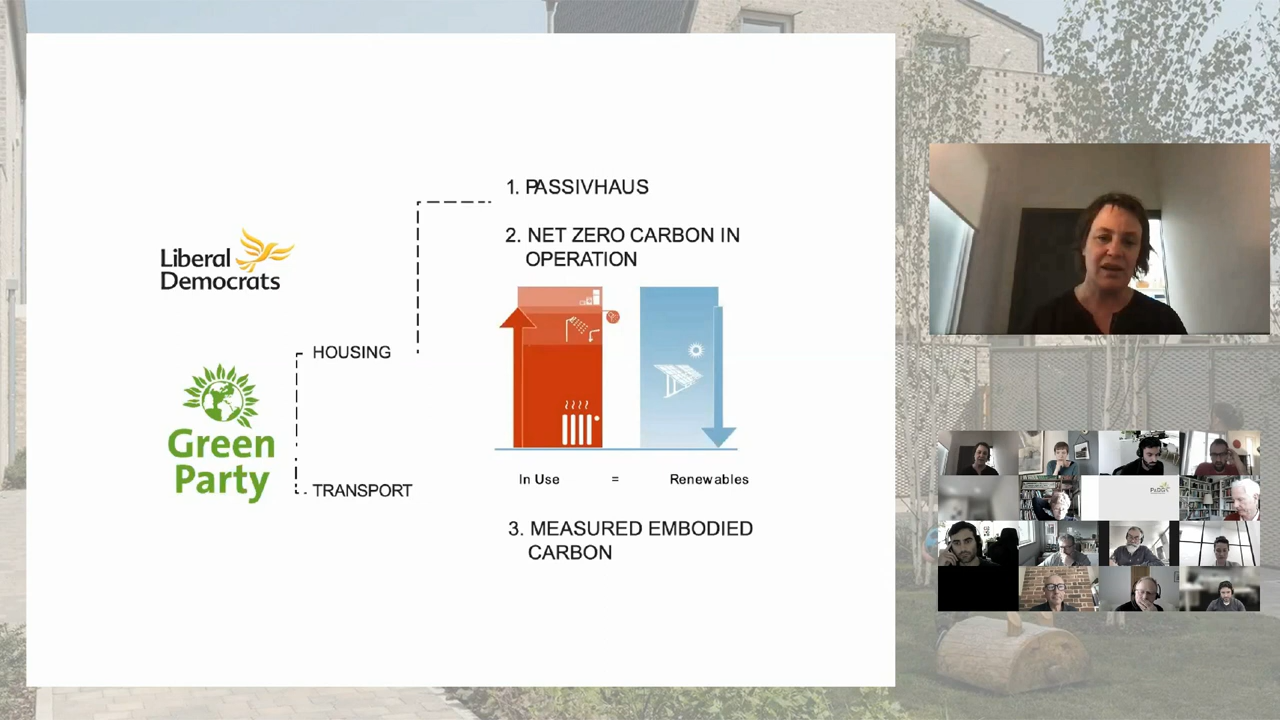 Liberal
Democrats
Green
Party
HOUSING
TRANSPORT
1. PASSIVHAUS
2. NET ZERO CARBON IN
OPERATION
In Use = Renewables
3. MEASURED EMBODIED
CARBON